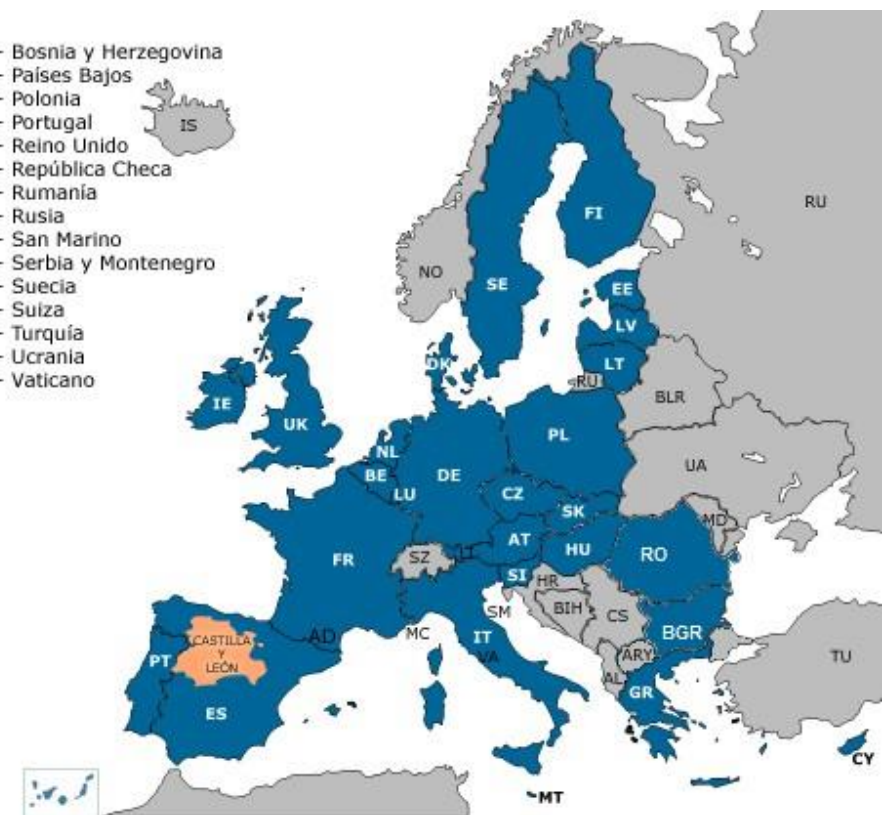 - Bosnia y Herzegovina
- Países Bajos
- Polonia
- Portugal
- Reino Unido
- República Checa
- Rumanía
- Rusia
- San Marino
- Serbia y Montenegro
- Suecia
- Suiza
- Turquía
- Ucrania
- Vaticano
IS
RU
FI
NO
SE
EE
LV
DK
LT
RU
BLR
IE
UK
PL
NL
BE
DE
UA
LU
CZ
SK
MD
AT
HU
RO
FR
SZ
LI
SI
HR
SM
BIH
CS
MC
AD
IT
VA
BGR
CASTILLA
Y
LEÓN
PT
ARY
AL
TU
GR
ES
CY
MT